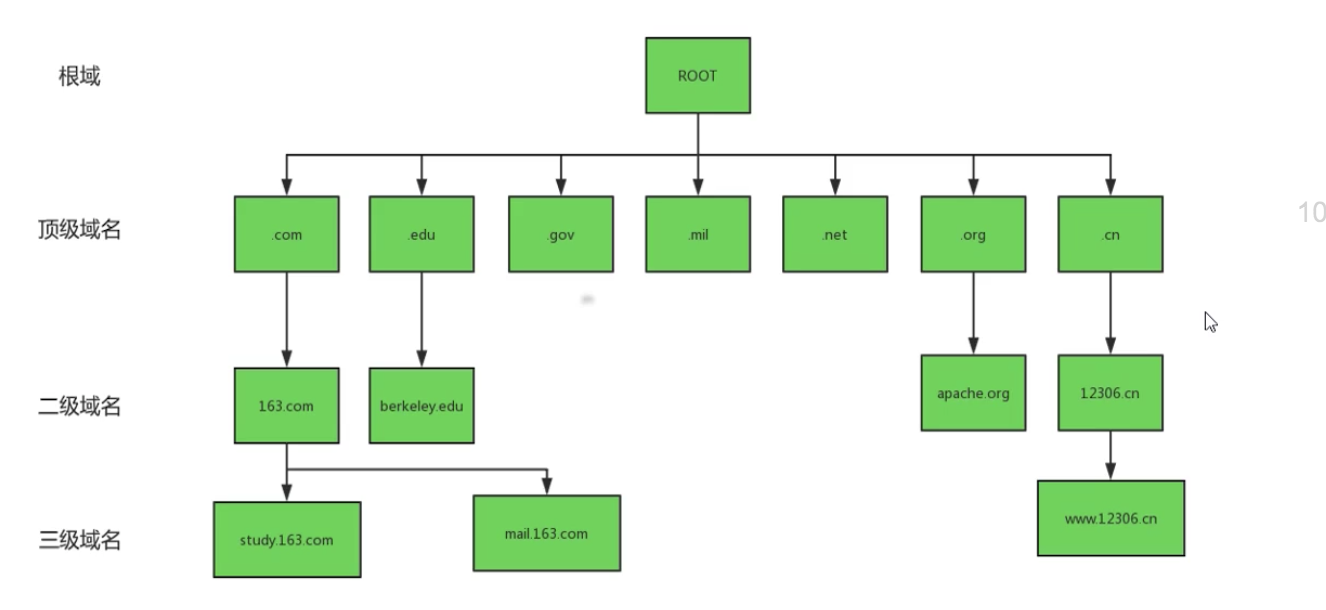 根域
ROOT
顶级域名
.com
.edu
.gov
.mil
.net
.org
.cn
10
二级域名
163.com
berkeley.edu
apache.org
12306.cn
三级域名
study.163.com
mail.163.com
www.12306.cn